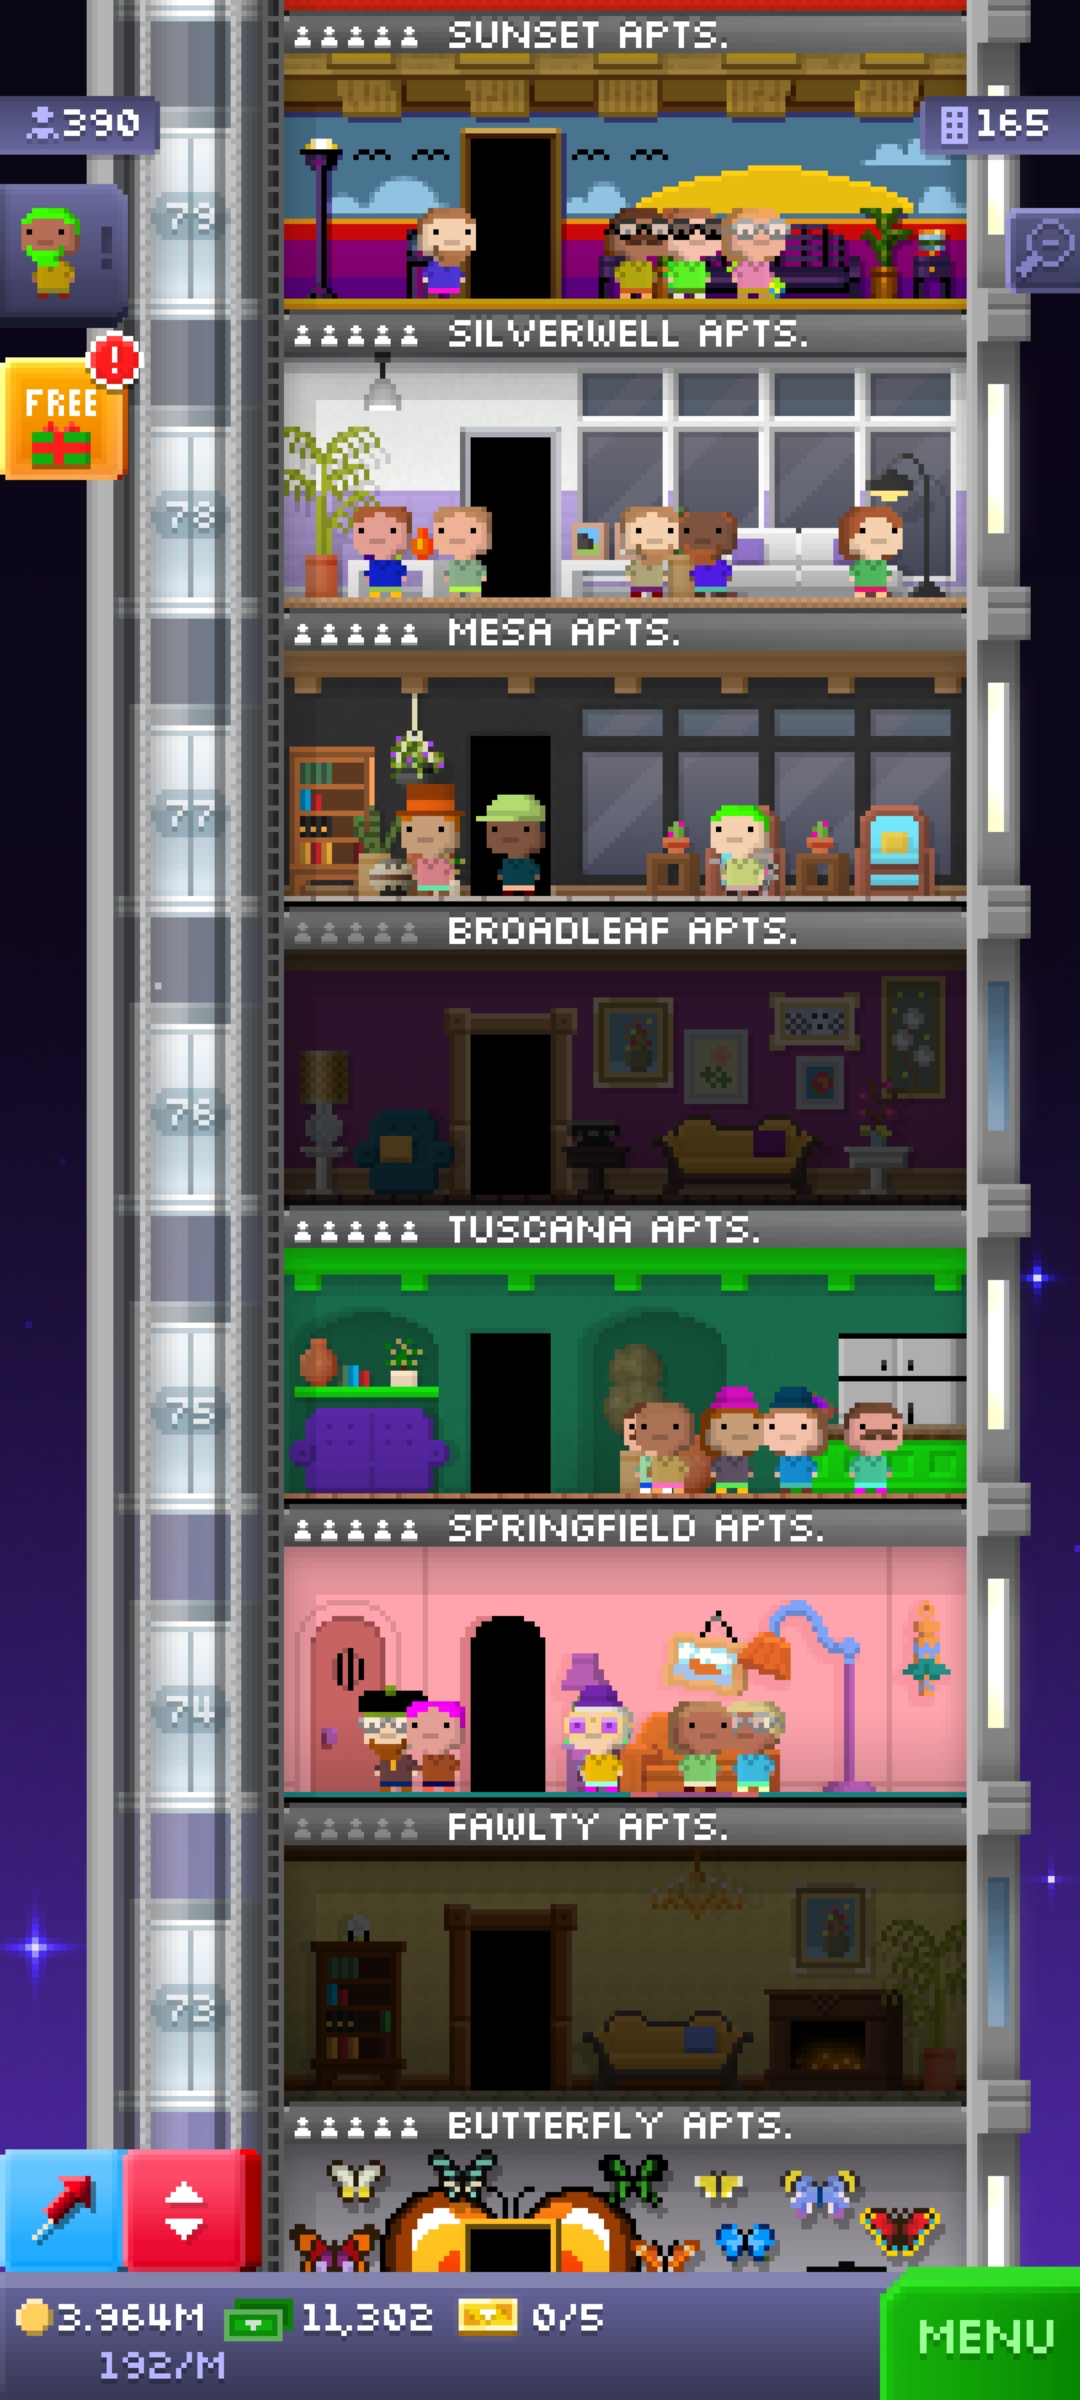 SUNSET APTS.
390
165
79
SILVERWELL APTS.
FREE
!
78
MESA APTS.
77
BROADLEAF APTS.
76
TUSCANA APTS.
75
SPRINGFIELD APTS.
74
FAWLTY APTS.
73
BUTTERFLY APTS.
3.964M 11,302 0/5
192/M
MENU